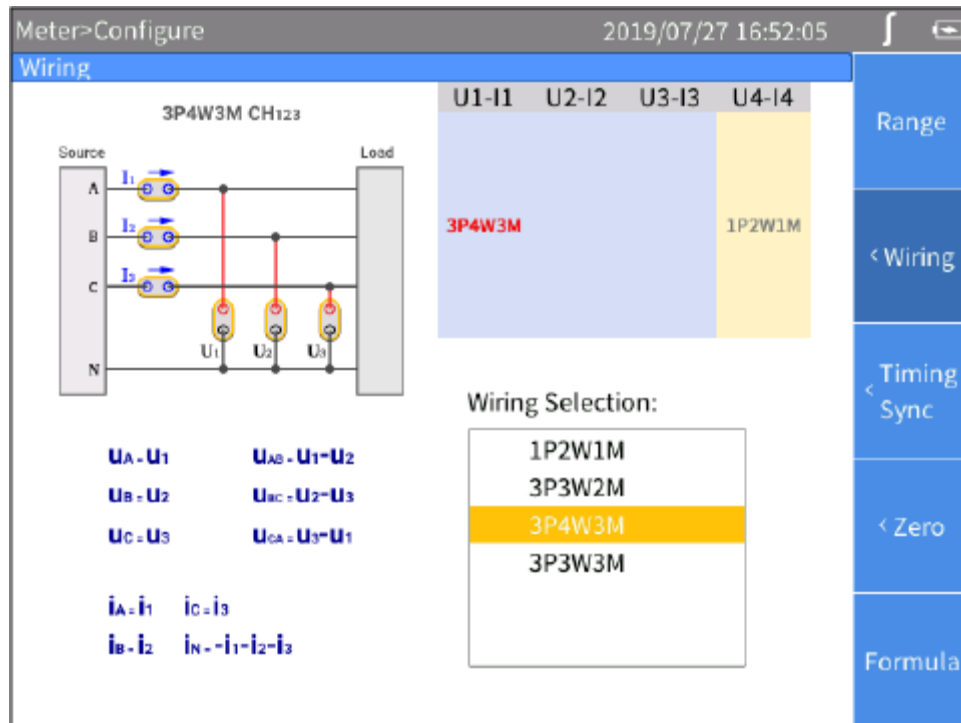 Meter>Configure 2019/07/27 16:52:05
Wiring
3P4W3M CH123
Source Load
A I1
B I2
C I3
U1 U2 U3
N
U1-I1 U2-I2 U3-I3 U4-I4
3P4W3M 1P2W1M
uA=u1 uAB=u1-u2
uB=u2 uBC=u2-u3
uC=u3 uCA=u3-u1
iA=i1 iC=i3
iB=i2 iN=-i1-i2-i3
Wiring Selection:
1P2W1M
3P3W2M
3P4W3M
3P3W3M
Range
<Wiring
<Timing
Sync
<Zero
Formula